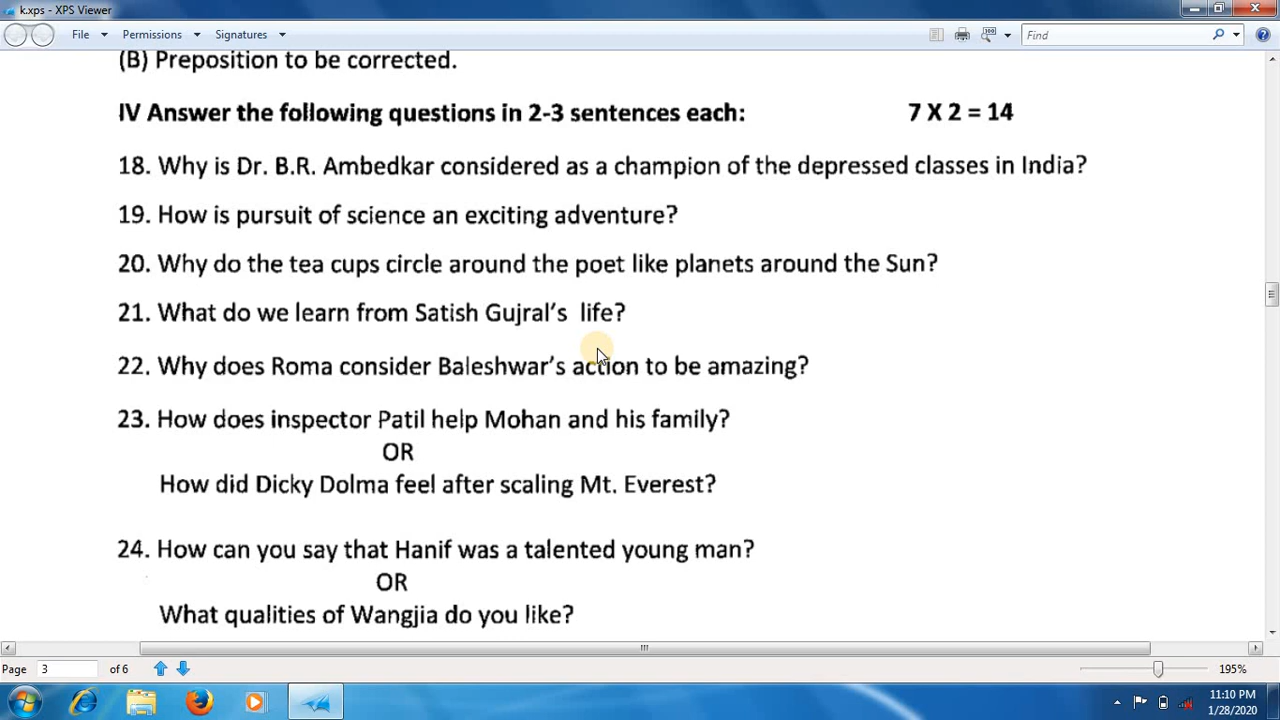 k.xps - XPS Viewer
File Permissions Signatures Find
(B) Preposition to be corrected.
IV Answer the following questions in 2-3 sentences each: 7 X 2 = 14
18. Why is Dr. B.R. Ambedkar considered as a champion of the depressed classes in India?
19. How is pursuit of science an exciting adventure?
20. Why do the tea cups circle around the poet like planets around the Sun?
21. What do we learn from Satish Gujral's life?
22. Why does Roma consider Baleshwar's action to be amazing?
23. How does inspector Patil help Mohan and his family?
OR
How did Dicky Dolma feel after scaling Mt. Everest?
24. How can you say that Hanif was a talented young man?
OR
What qualities of Wangjia do you like?
Page 3 of 6 195%
11:10 PM
1/28/2020